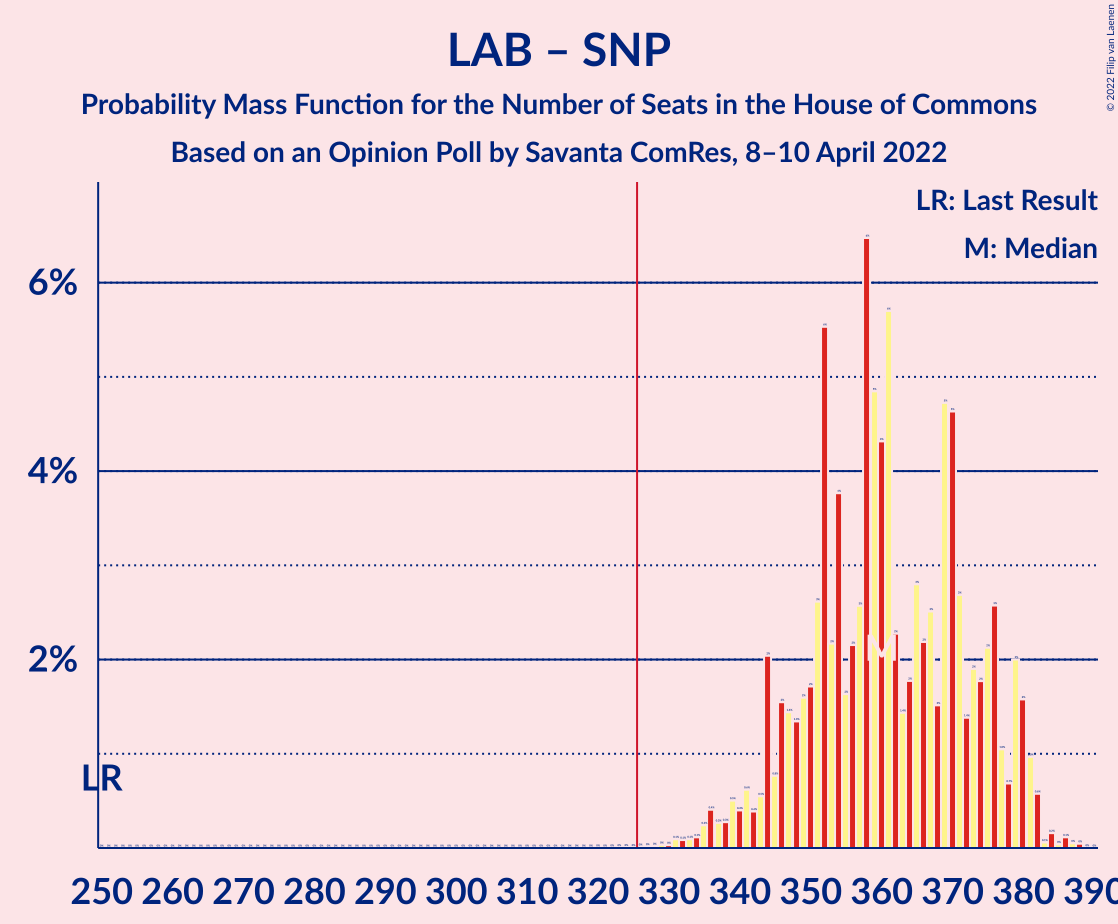 LAB – SNP
Probability Mass Function for the Number of Seats in the House of Commons
Based on an Opinion Poll by Savanta ComRes, 8–10 April 2022
© 2022 Filip van Laenen
LR: Last Result
M: Median
6%
4%
2%
M
LR
250 260 270 280 290 300 310 320 330 340 350 360 370 380 390